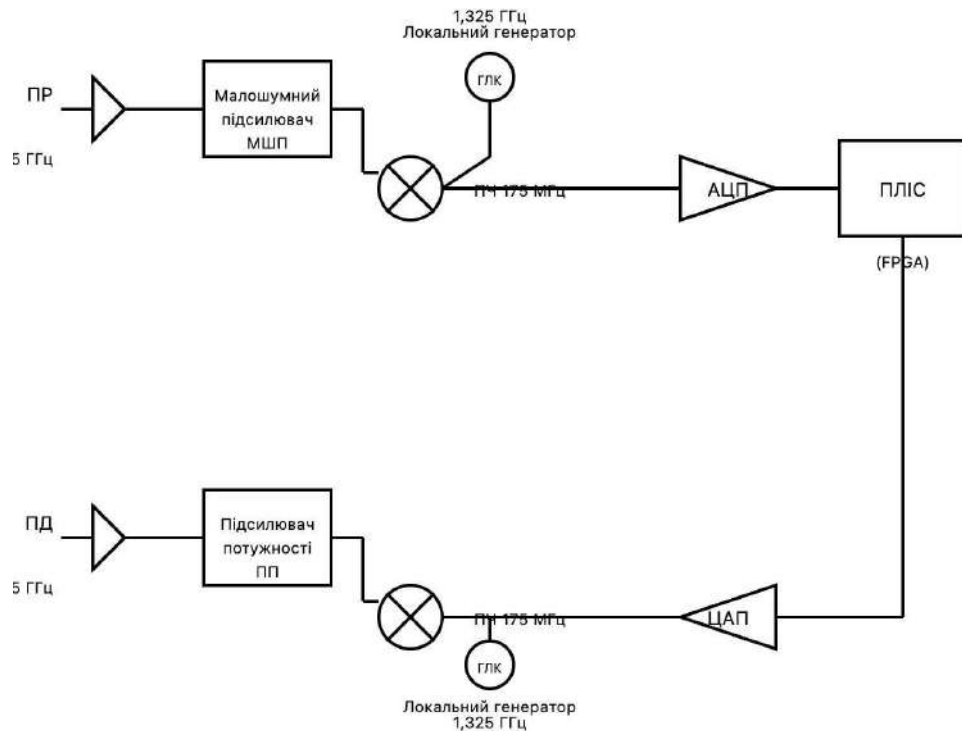 1,325 ГГц
Локальний генератор
ГЛК
ПР
5 ГГц
Малошумний
підсилювач
МШП
ПЧ 175 МГц
АЦП
ПЛІС
(FPGA)
ПД
5 ГГц
Підсилювач
потужності
ПП
ПЧ 175 МГц
ЦАП
ГЛК
Локальний генератор
1,325 ГГц